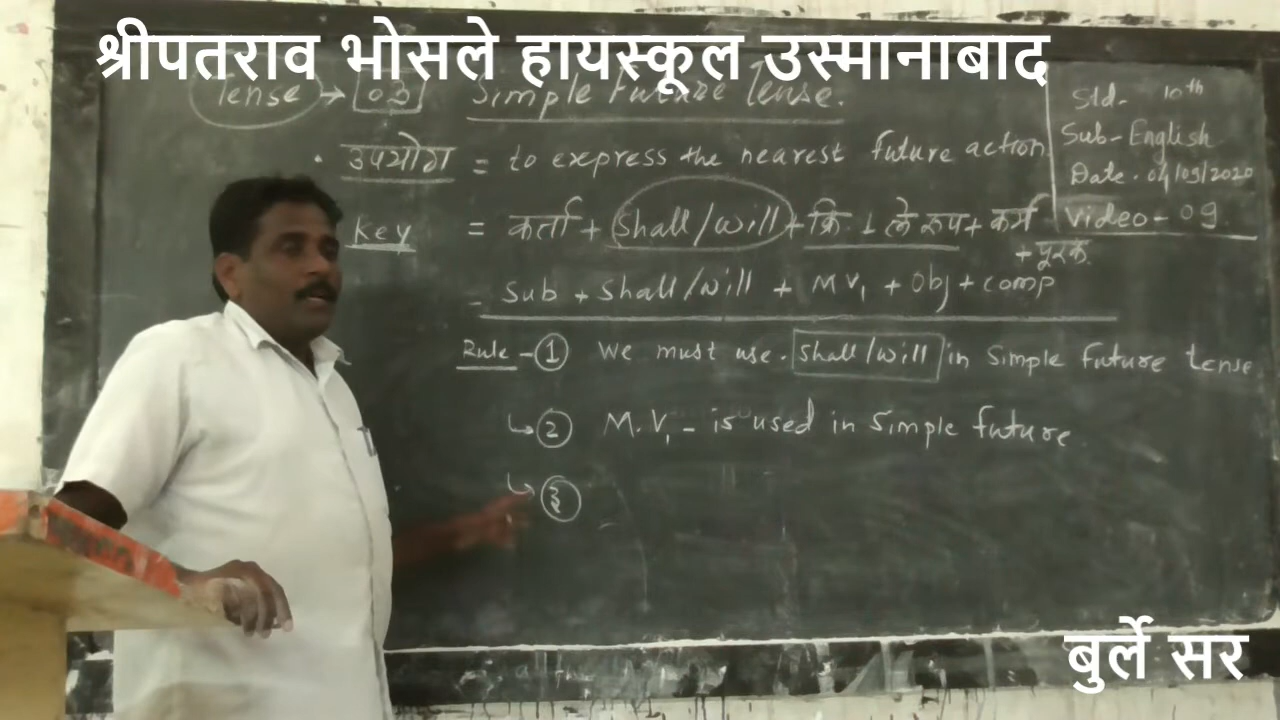 श्रीपतराव भोसले हायस्कूल उस्मानाबाद
Tense → 03 Simple Future Tense.
Std- 10th
Sub- English
Date. 04/09/2020
Video - 09.
• उपयोग = to express the nearest future action
Key = कर्ता + Shall/will + क्रि. १ ले रूप + कर्म
+ पूरक.
= Sub + Shall/will + MV₁ + Obj + comp
Rule - ① We must use. Shall/will in Simple Future tense
↳ ② M.V₁ - is used in Simple future.
↳ ३
बुर्ले सर